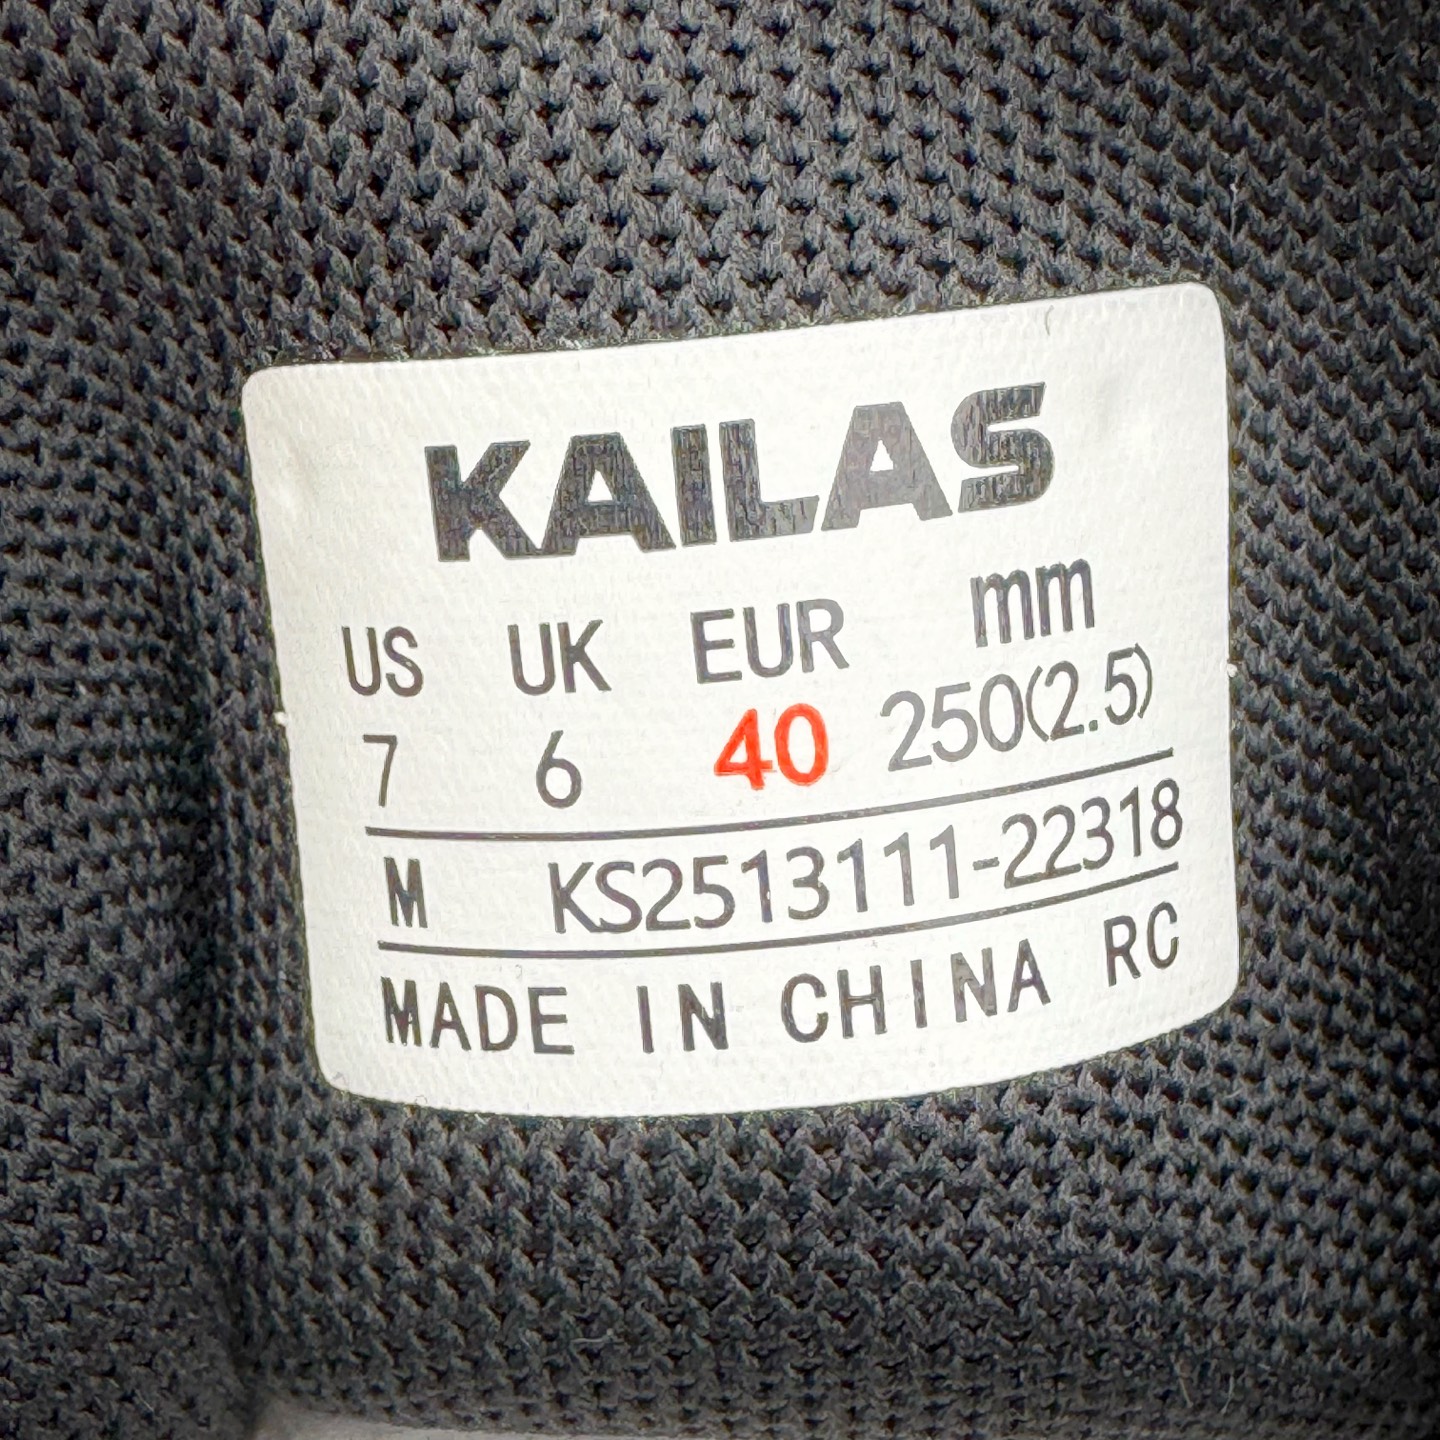 KAILAS
US UK EUR mm
7 6 40 250(2.5)
M KS2513111-22318
MADE IN CHINA RC